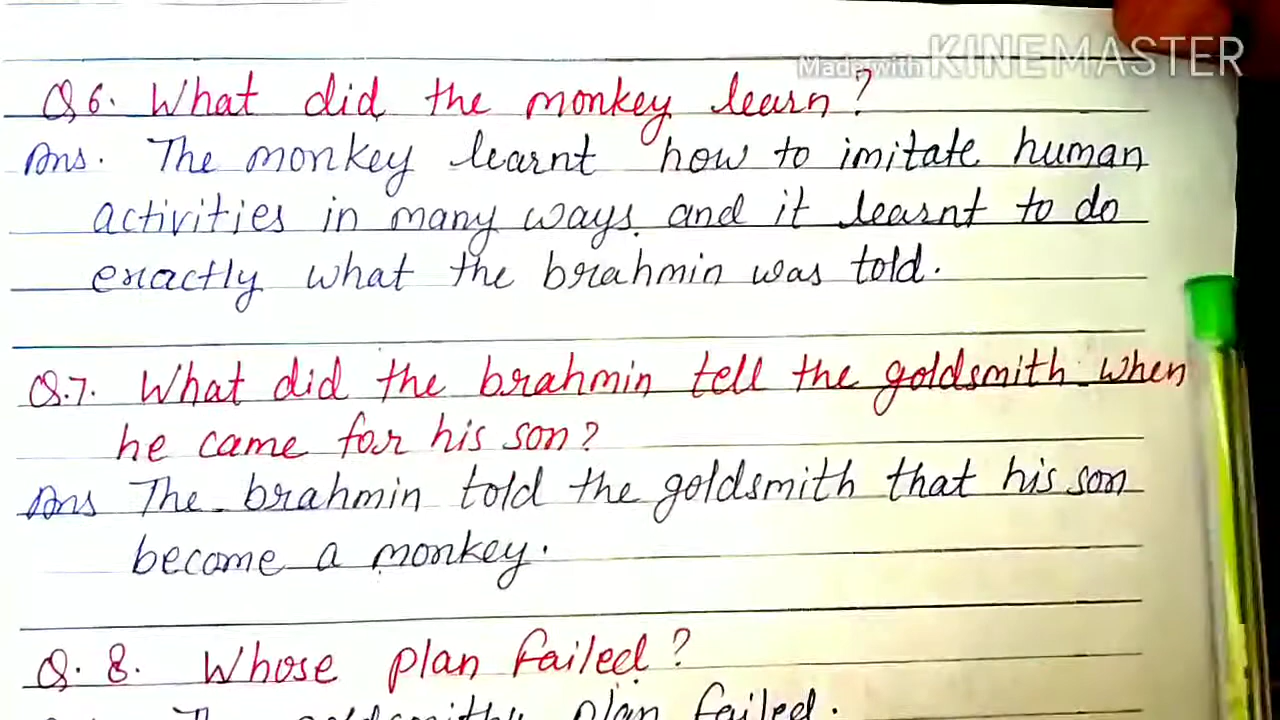 Made with KINEMASTER
Q6. What did the monkey learn?
Ans. The monkey learnt how to imitate human
activities in many ways and it learnt to do
exactly what the brahmin was told.
Q.7. What did the brahmin tell the goldsmith when
he came for his son?
Ans The brahmin told the goldsmith that his son
become a monkey.
Q. 8. Whose plan failed?
plan failed.